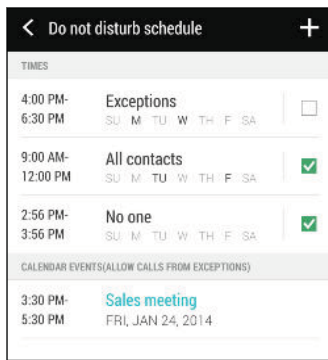 Do not disturb schedule
TIMES
4:00 PM-
6:30 PM
Exceptions
SU M TU W TH F SA
9:00 AM-
12:00 PM
All contacts
SU M TU W TH F SA
2:56 PM-
3:56 PM
No one
SU M TU W TH F SA
CALENDAR EVENTS(ALLOW CALLS FROM EXCEPTIONS)
3:30 PM-
5:30 PM
Sales meeting
FRI, JAN 24, 2014